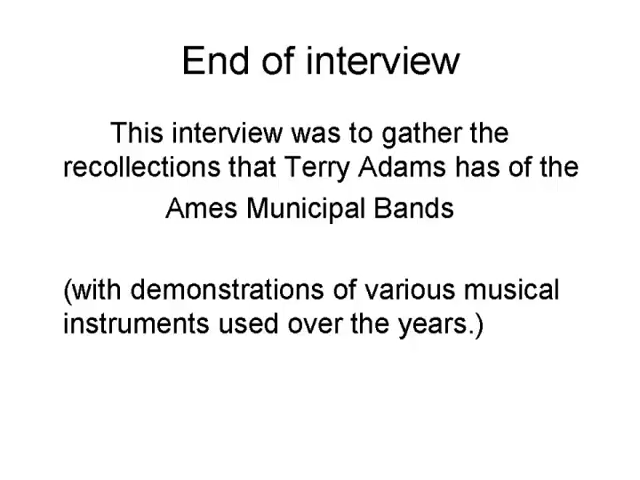 End of interview
This interview was to gather the
recollections that Terry Adams has of the
Ames Municipal Bands
(with demonstrations of various musical
instruments used over the years.)